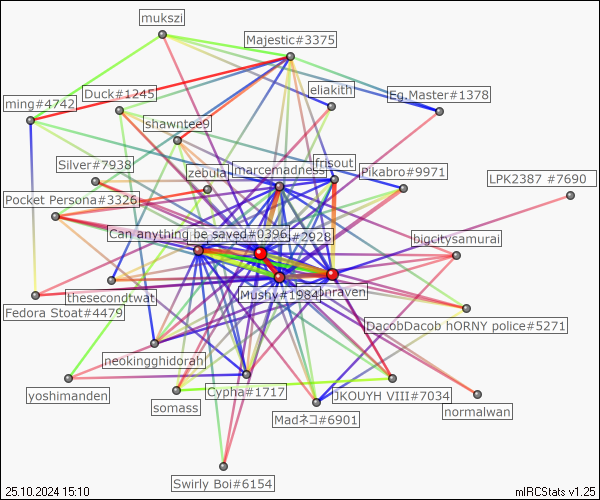 mukszi
Majestic#3375
eliakith
Eg.Master#1378
Duck#1245
ming#4742
shawntee9
frisout
Silver#7938
zebula
marcemadness
Pikabro#9971
LPK2387 #7690
Pocket Persona#3326
Can anything be saved#0396
#2928
bigcitysamurai
thesecondtwat
Mushy#1984
nraven
Fedora Stoat#4479
DacobDacob hORNY police#5271
neokingghidorah
yoshimanden
Cypha#1717
JKOUYH VIII#7034
somass
Madネコ#6901
normalwan
Swirly Boi#6154
25.10.2024 15:10
mIRCStats v1.25